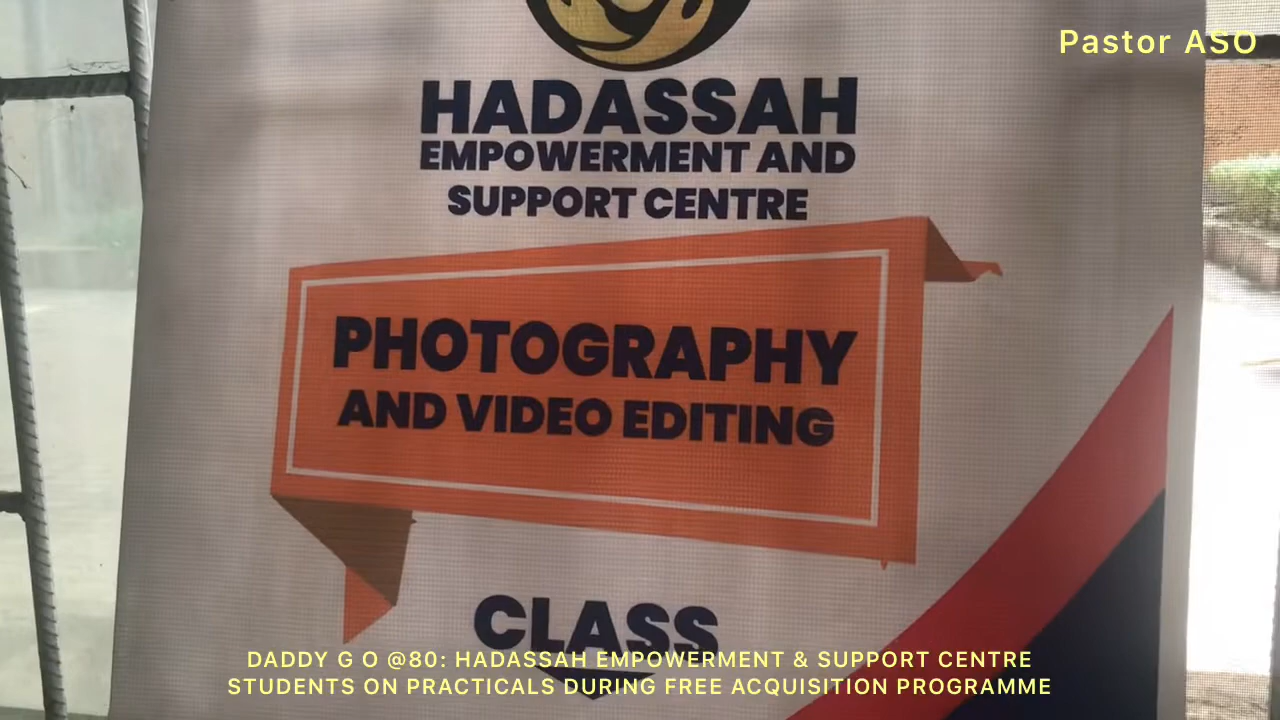 Pastor ASO
HADASSAH
EMPOWERMENT AND
SUPPORT CENTRE
PHOTOGRAPHY
AND VIDEO EDITING
CLASS
DADDY G O @80: HADASSAH EMPOWERMENT & SUPPORT CENTRE
STUDENTS ON PRACTICALS DURING FREE ACQUISITION PROGRAMME